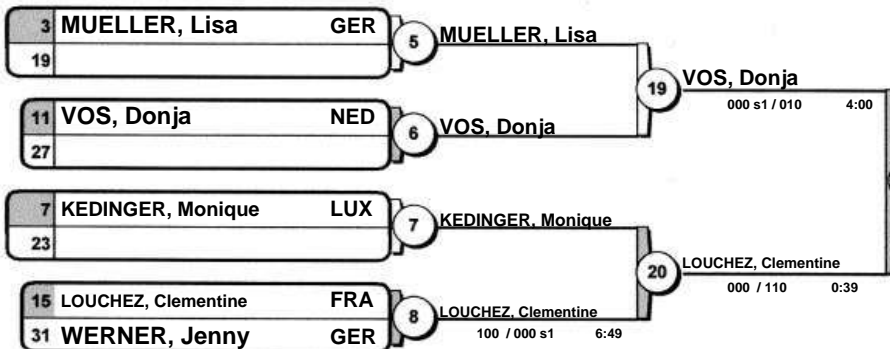 3 MUELLER, Lisa GER
19
5 MUELLER, Lisa
11 VOS, Donja NED
27
6 VOS, Donja
19 VOS, Donja
000 s1 / 010 4:00
7 KEDINGER, Monique LUX
23
7 KEDINGER, Monique
15 LOUCHEZ, Clementine FRA
31 WERNER, Jenny GER
8 LOUCHEZ, Clementine
100 / 000 s1 6:49
20 LOUCHEZ, Clementine
000 / 110 0:39